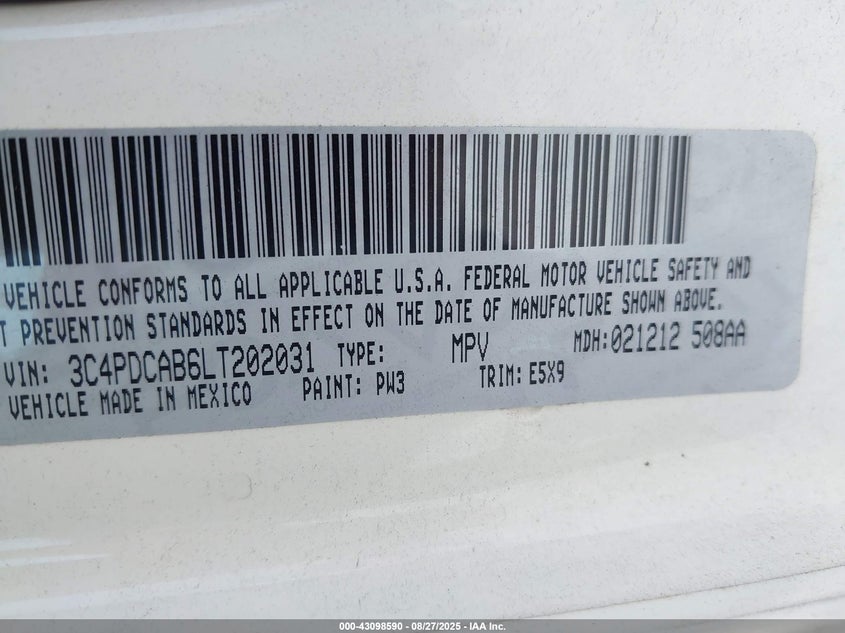 VEHICLE CONFORMS TO ALL APPLICABLE U.S.A. FEDERAL MOTOR VEHICLE SAFETY AND
T PREVENTION STANDARDS IN EFFECT ON THE DATE OF MANUFACTURE SHOWN ABOVE.
VIN: 3C4PDCAB6LT202031 TYPE: MPV MDH:021212 508AA
VEHICLE MADE IN MEXICO PAINT: PW3 TRIM: E5X9
000-43098590 - 08/27/2025 - IAA Inc.